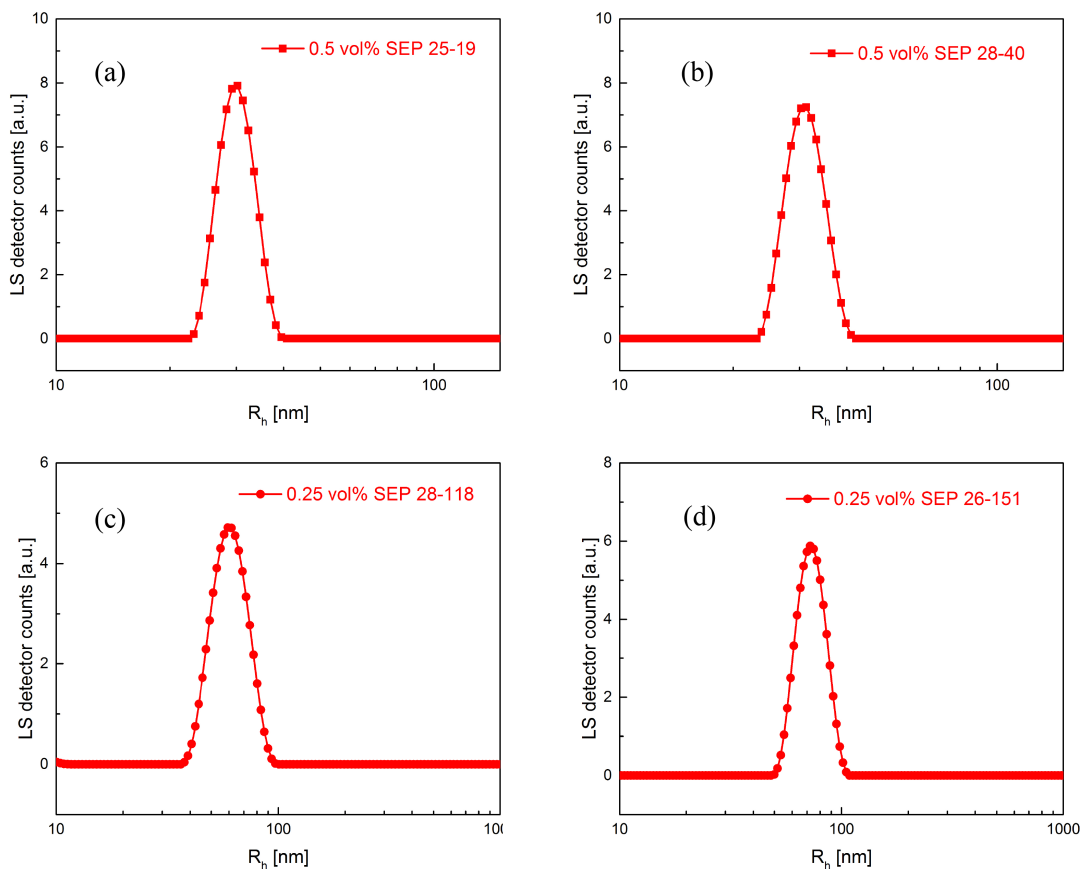 (a)
0.5 vol% SEP 25-19
LS detector counts [a.u.]
10
8
6
4
2
0
10
100
Rh [nm]
(b)
0.5 vol% SEP 28-40
LS detector counts [a.u.]
10
8
6
4
2
0
10
100
Rh [nm]
(c)
0.25 vol% SEP 28-118
LS detector counts [a.u.]
6
4
2
0
10
100
100
Rh [nm]
(d)
0.25 vol% SEP 26-151
LS detector counts [a.u.]
8
6
4
2
0
10
100
1000
Rh [nm]